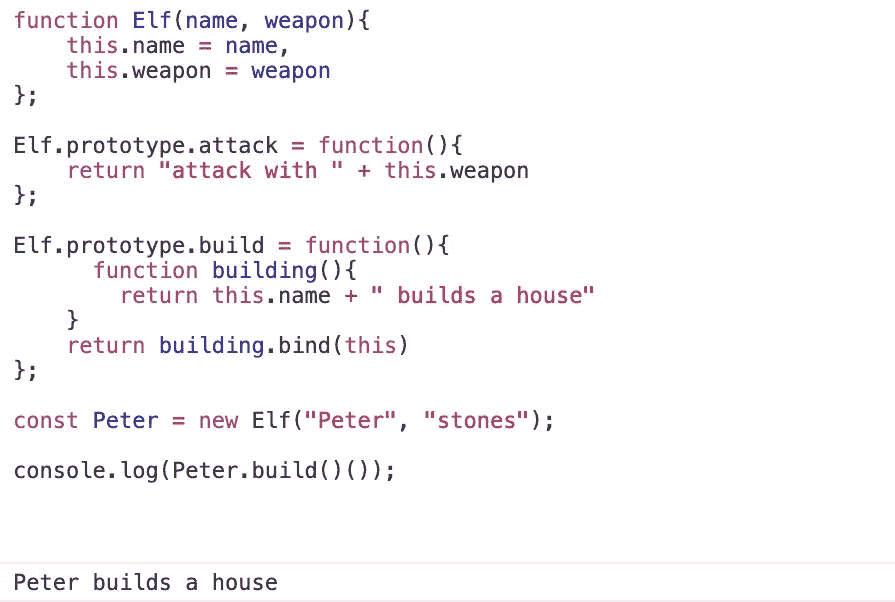 function Elf(name, weapon){
    this.name = name,
    this.weapon = weapon
};

Elf.prototype.attack = function(){
    return "attack with " + this.weapon
};

Elf.prototype.build = function(){
      function building(){
        return this.name + " builds a house"
    }
    return building.bind(this)
};

const Peter = new Elf("Peter", "stones");

console.log(Peter.build()());

Peter builds a house